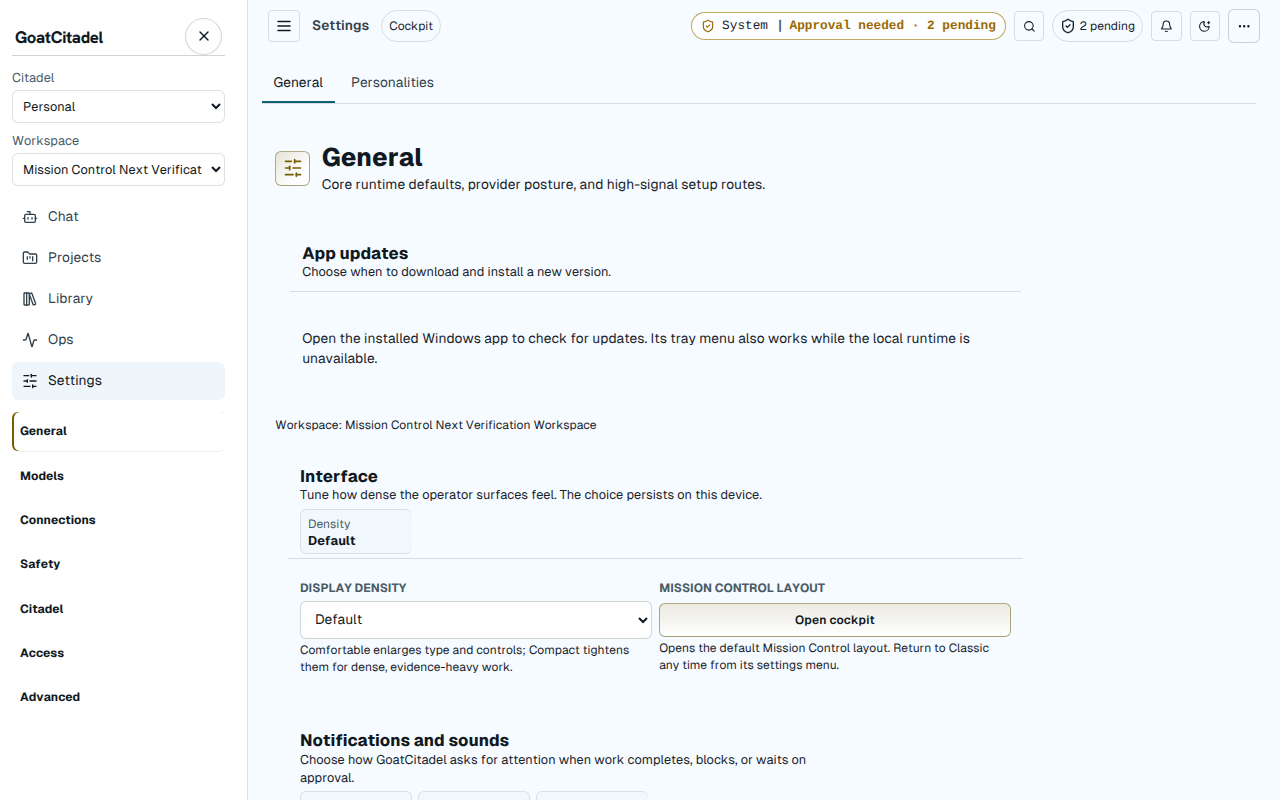 GoatCitadel
Citadel
Personal
Workspace
Mission Control Next Verificat
Chat
Projects
Library
Ops
Settings
General
Models
Connections
Safety
Citadel
Access
Advanced
Settings
Cockpit
System | Approval needed · 2 pending
2 pending
General
Personalities
General
Core runtime defaults, provider posture, and high-signal setup routes.
App updates
Choose when to download and install a new version.
Open the installed Windows app to check for updates. Its tray menu also works while the local runtime is
unavailable.
Workspace: Mission Control Next Verification Workspace
Interface
Tune how dense the operator surfaces feel. The choice persists on this device.
Density
Default
DISPLAY DENSITY
Default
Comfortable enlarges type and controls; Compact tightens
them for dense, evidence-heavy work.
MISSION CONTROL LAYOUT
Open cockpit
Opens the default Mission Control layout. Return to Classic
any time from its settings menu.
Notifications and sounds
Choose how GoatCitadel asks for attention when work completes, blocks, or waits on
approval.